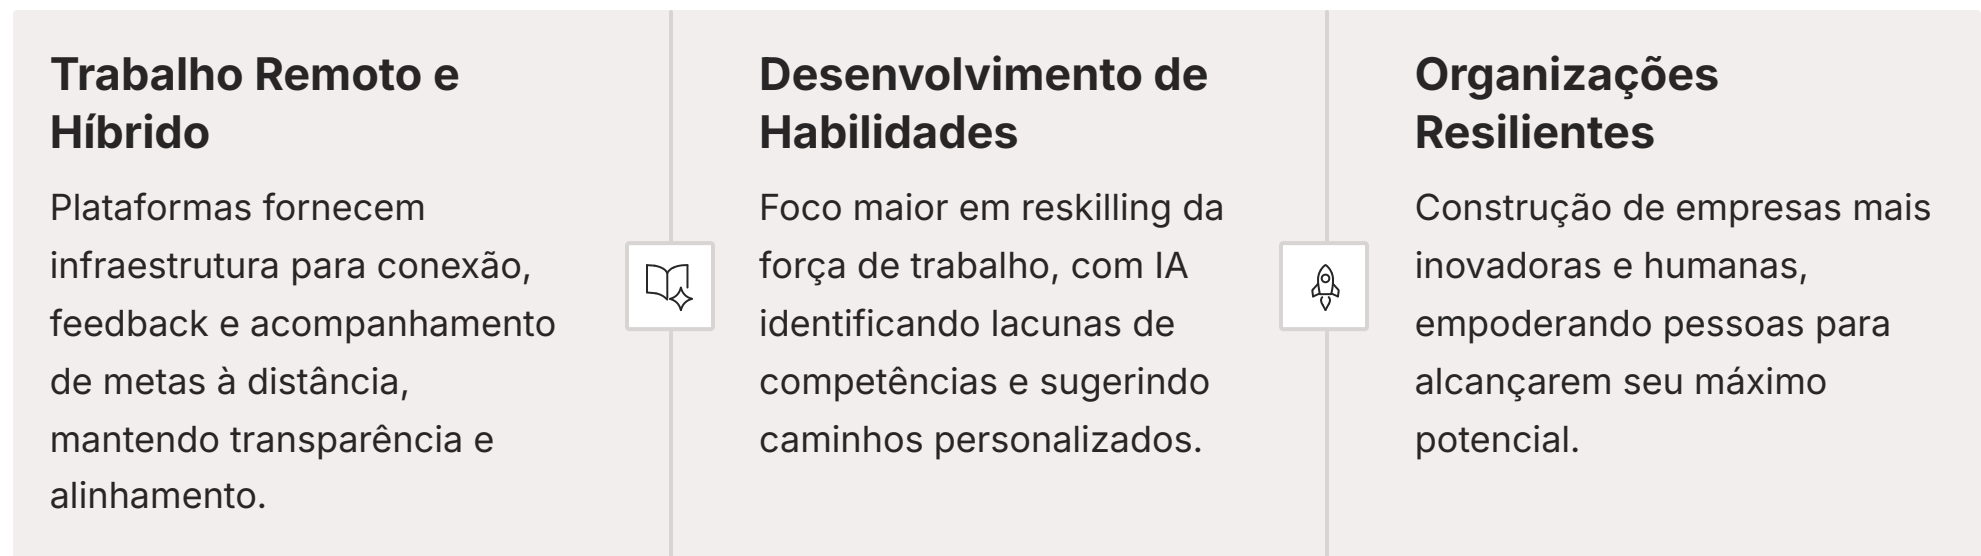 Trabalho Remoto e
Híbrido
Plataformas fornecem
infraestrutura para conexão,
feedback e acompanhamento
de metas à distância,
mantendo transparência e
alinhamento.
Desenvolvimento de
Habilidades
Foco maior em reskilling da
força de trabalho, com IA
identificando lacunas de
competências e sugerindo
caminhos personalizados.
Organizações
Resilientes
Construção de empresas mais
inovadoras e humanas,
empoderando pessoas para
alcançarem seu máximo
potencial.